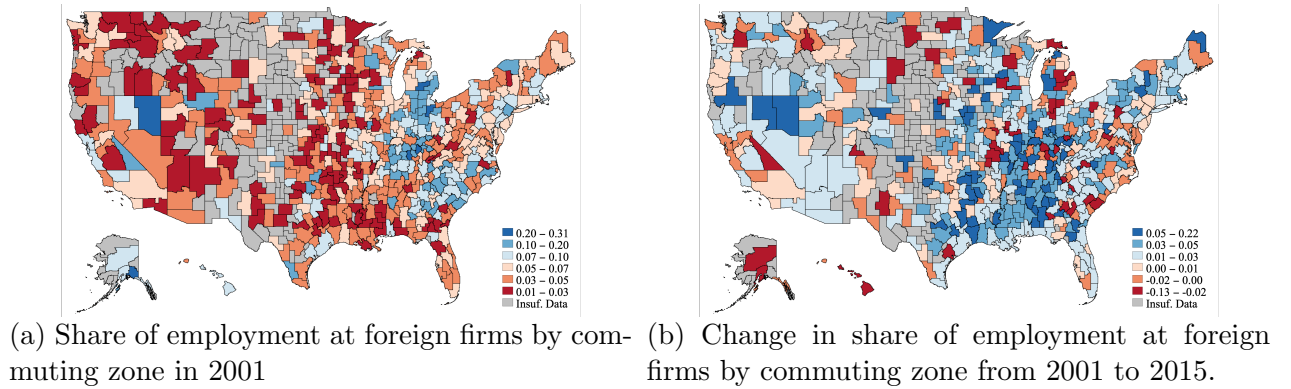 0.20 – 0.31
0.10 – 0.20
0.07 – 0.10
0.05 – 0.07
0.03 – 0.05
0.01 – 0.03
Insuf. Data
0.05 – 0.22
0.03 – 0.05
0.01 – 0.03
0.00 – 0.01
-0.02 – 0.00
-0.13 – -0.02
Insuf. Data
(a) Share of employment at foreign firms by com-
muting zone in 2001
(b) Change in share of employment at foreign
firms by commuting zone from 2001 to 2015.